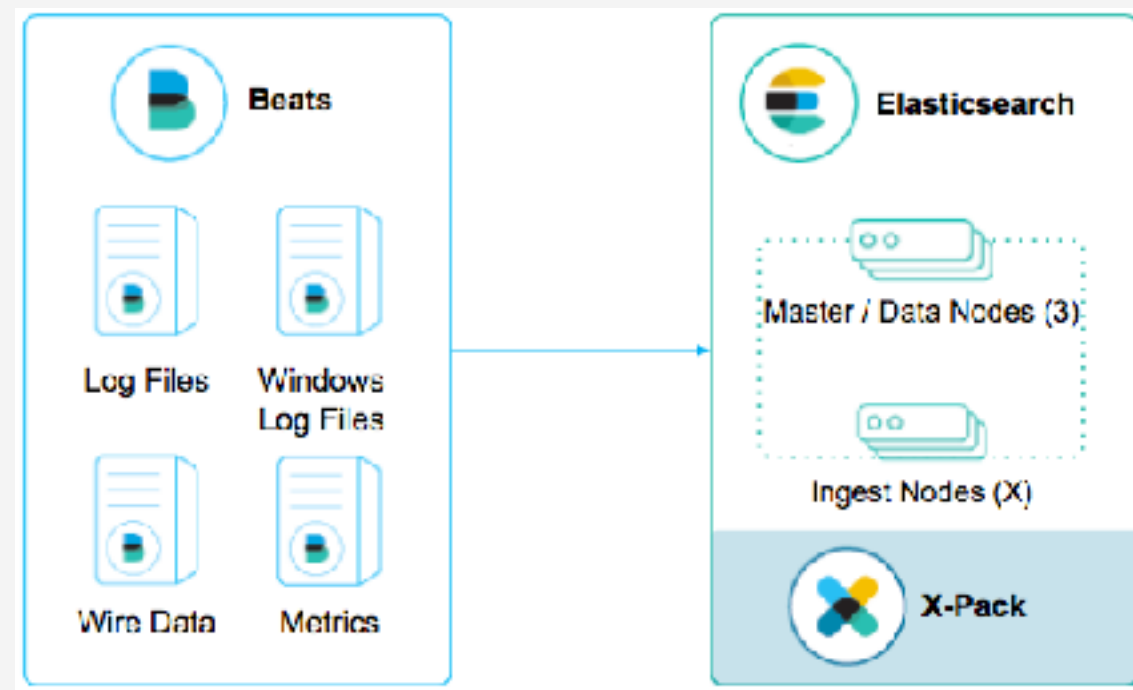 Beats
Log Files
Windows
Log Files
Wire Data
Metrics
Elasticsearch
Master / Data Nodes (3)
Ingest Nodes (X)
X-Pack